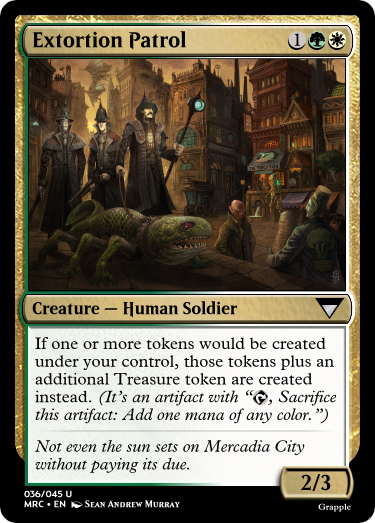 Extortion Patrol 1
Creature — Human Soldier
If one or more tokens would be created
under your control, those tokens plus an
additional Treasure token are created
instead. (It's an artifact with “, Sacrifice
this artifact: Add one mana of any color.”)
Not even the sun sets on Mercadia City
without paying its due.
2/3
036/045 U
MRC • EN Sean Andrew Murray
Grapple